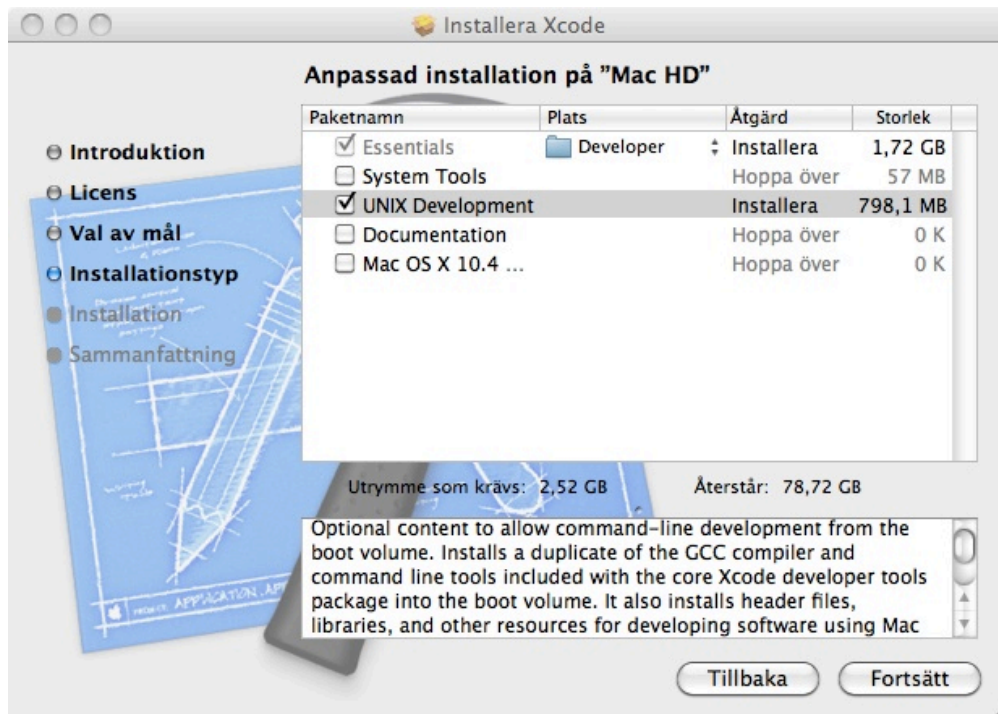 Installera Xcode
Anpassad installation på ”Mac HD”
Introduktion
Licens
Val av mål
Installationstyp
Installation
Sammanfattning
Paketnamn Plats Åtgärd Storlek
Essentials Developer Installera 1,72 GB
System Tools Hoppa över 57 MB
UNIX Development Installera 798,1 MB
Documentation Hoppa över 0 K
Mac OS X 10.4 ... Hoppa över 0 K
Utrymme som krävs: 2,52 GB Återstår: 78,72 GB
Optional content to allow command-line development from the
boot volume. Installs a duplicate of the GCC compiler and
command line tools included with the core Xcode developer tools
package into the boot volume. It also installs header files,
libraries, and other resources for developing software using Mac
PROJECT: APPLICATION.APP
Tillbaka Fortsätt